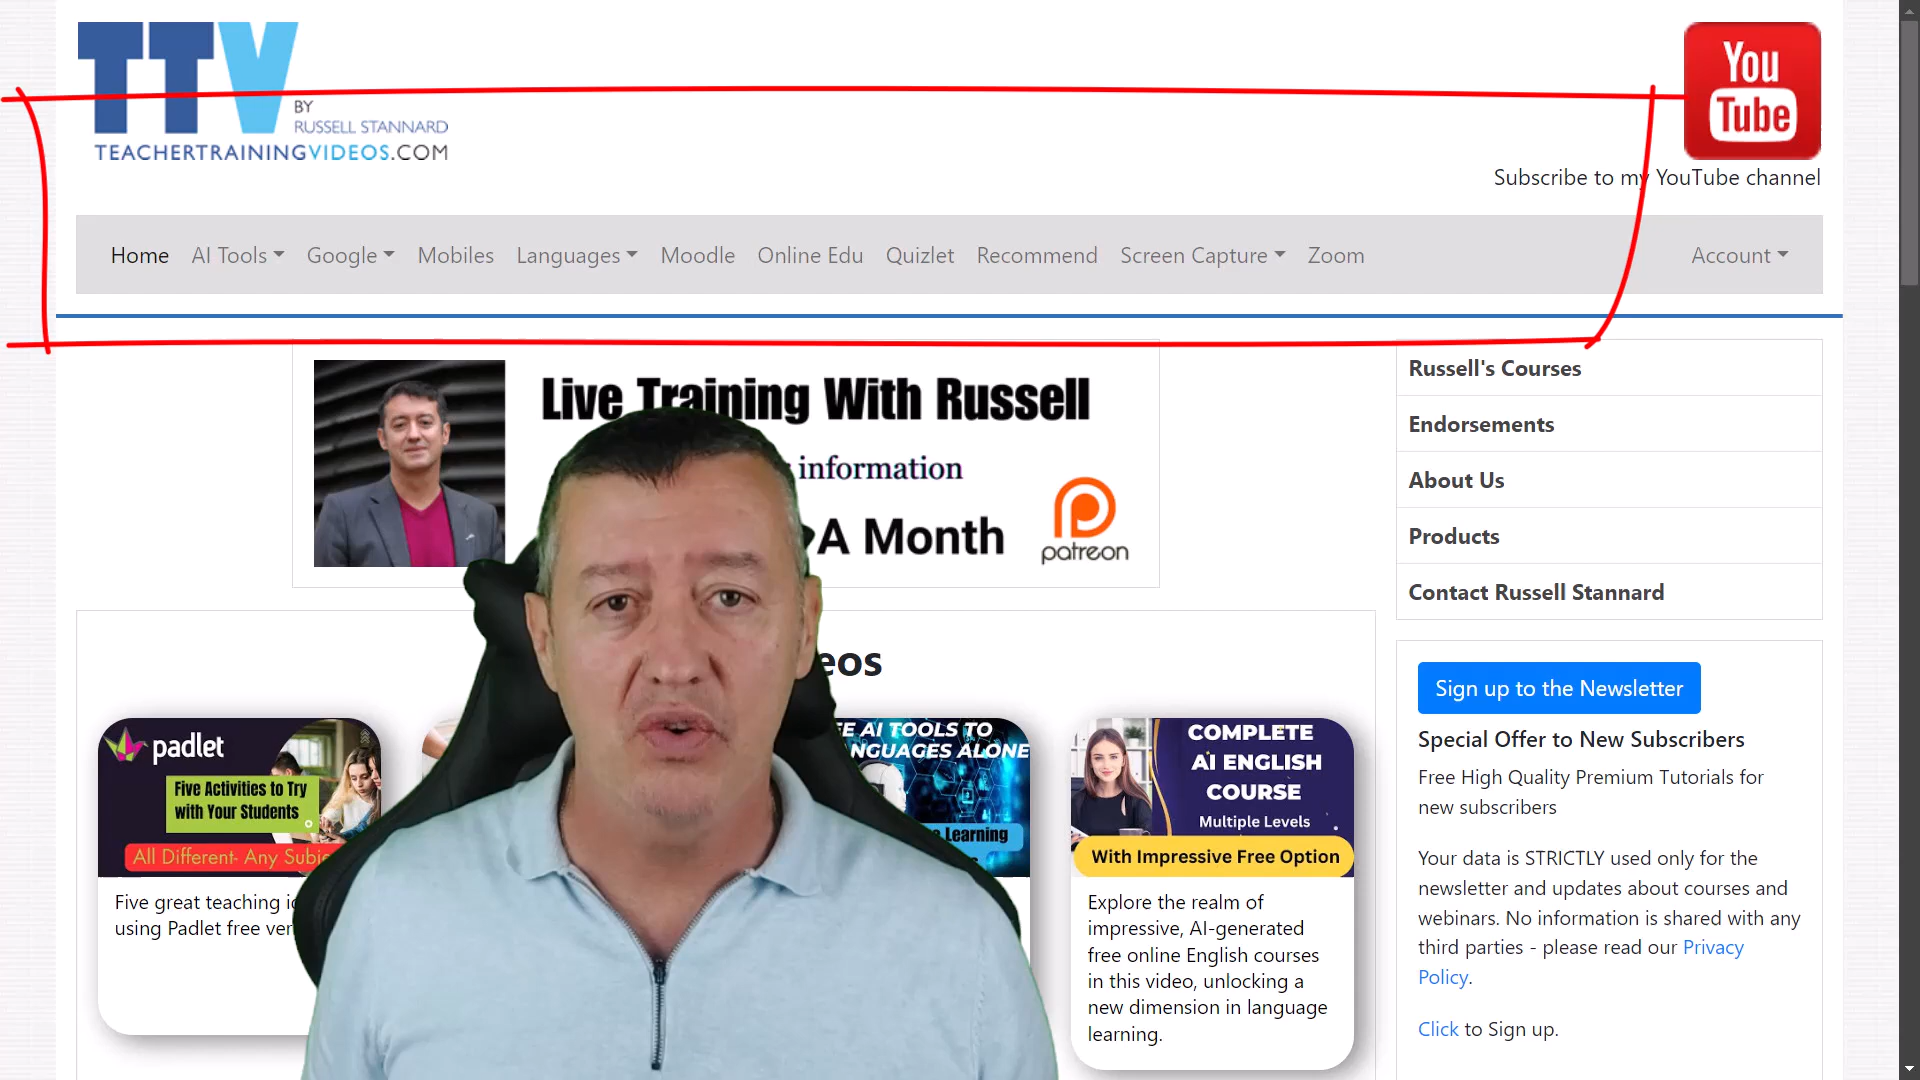 TTV
BY
RUSSELL STANNARD
TEACHERTRAININGVIDEOS.COM
You
Tube
Subscribe to my YouTube channel
Home AI Tools Google Mobiles Languages Moodle Online Edu Quizlet Recommend Screen Capture Zoom Account
Live Training With Russell
information
A Month
patreon
Russell's Courses
Endorsements
About Us
Products
Contact Russell Stannard
Sign up to the Newsletter
Special Offer to New Subscribers
Free High Quality Premium Tutorials for
new subscribers
Your data is STRICTLY used only for the
newsletter and updates about courses and
webinars. No information is shared with any
third parties - please read our Privacy
Policy.
Click to Sign up.
padlet
Five Activities to Try
with Your Students
All Different- Any
Five great teaching
using Padlet free
AI TOOLS TO
ALONE
Learning
COMPLETE
AI ENGLISH
COURSE
Multiple Levels
With Impressive Free Option
Explore the realm of
impressive, AI-generated
free online English courses
in this video, unlocking a
new dimension in language
learning.